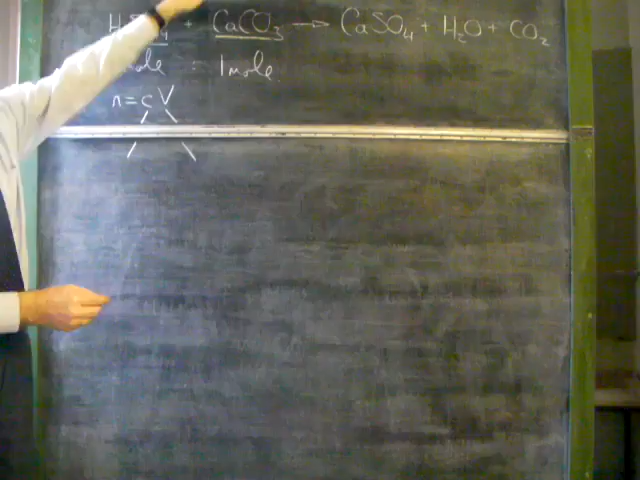 + CaCO₃ → CaSO₄ + H₂O + CO₂
: 1mole.
n = cV